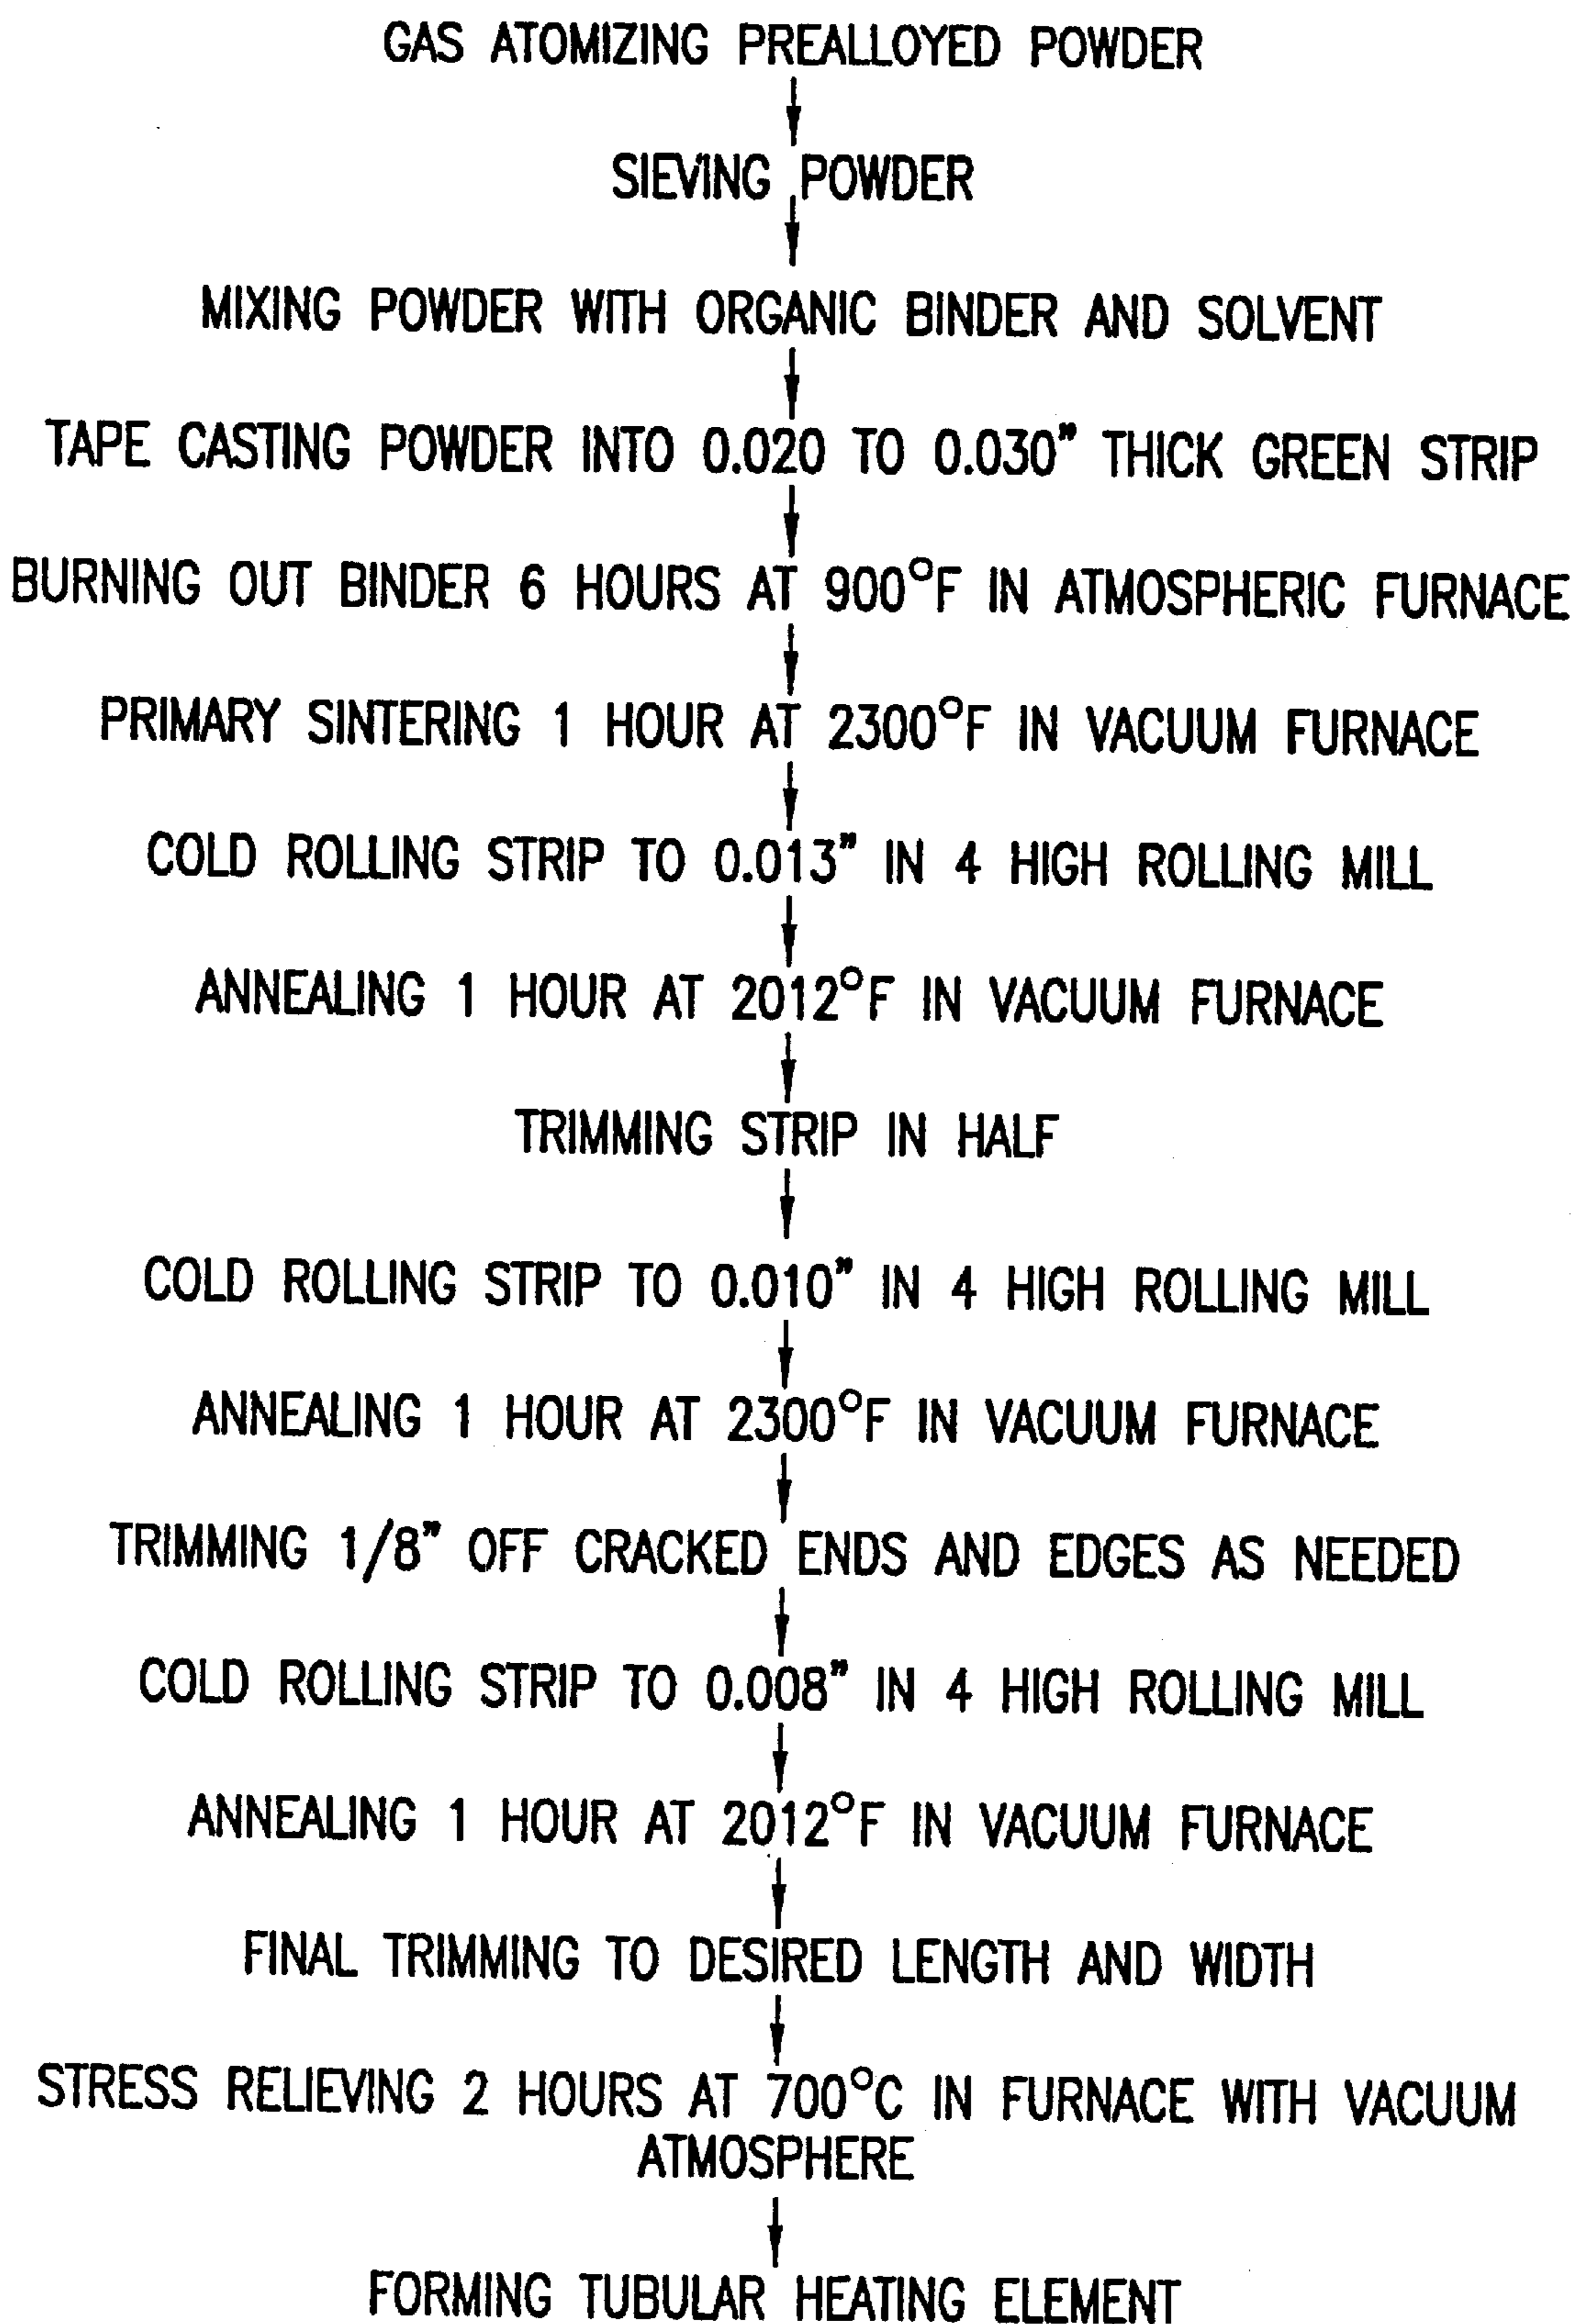 GAS ATOMIZING PREALLOYED POWDER
SIEVING POWDER
MIXING POWDER WITH ORGANIC BINDER AND SOLVENT
TAPE CASTING POWDER INTO 0.020 TO 0.030" THICK GREEN STRIP
BURNING OUT BINDER 6 HOURS AT 900°F IN ATMOSPHERIC FURNACE
PRIMARY SINTERING 1 HOUR AT 2300°F IN VACUUM FURNACE
COLD ROLLING STRIP TO 0.013" IN 4 HIGH ROLLING MILL
ANNEALING 1 HOUR AT 2012°F IN VACUUM FURNACE
TRIMMING STRIP IN HALF
COLD ROLLING STRIP TO 0.010" IN 4 HIGH ROLLING MILL
ANNEALING 1 HOUR AT 2300°F IN VACUUM FURNACE
TRIMMING 1/8" OFF CRACKED ENDS AND EDGES AS NEEDED
COLD ROLLING STRIP TO 0.008" IN 4 HIGH ROLLING MILL
ANNEALING 1 HOUR AT 2012°F IN VACUUM FURNACE
FINAL TRIMMING TO DESIRED LENGTH AND WIDTH
STRESS RELIEVING 2 HOURS AT 700°C IN FURNACE WITH VACUUM
ATMOSPHERE
FORMING TUBULAR HEATING ELEMENT